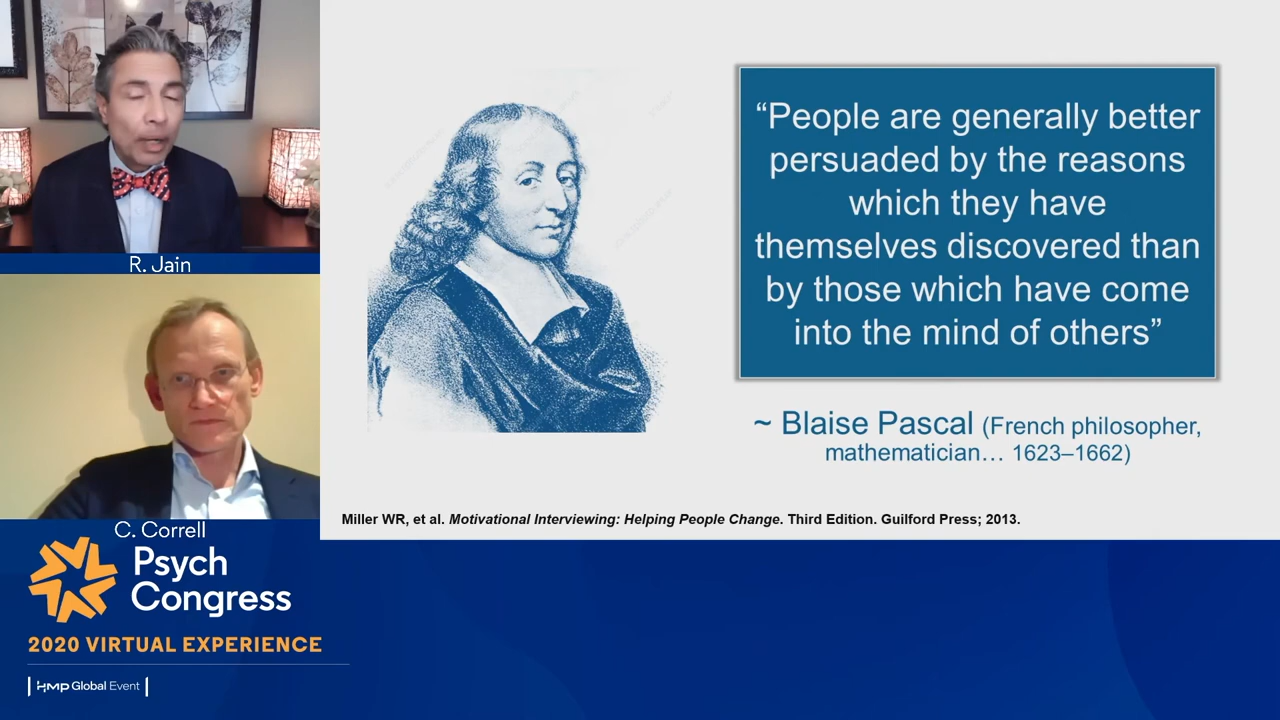 R. Jain
C. Correll
Psych
Congress
2020 VIRTUAL EXPERIENCE
HMP Global Event
“People are generally better
persuaded by the reasons
which they have
themselves discovered than
by those which have come
into the mind of others”
~ Blaise Pascal (French philosopher,
mathematician… 1623–1662)
Miller WR, et al. Motivational Interviewing: Helping People Change. Third Edition. Guilford Press; 2013.